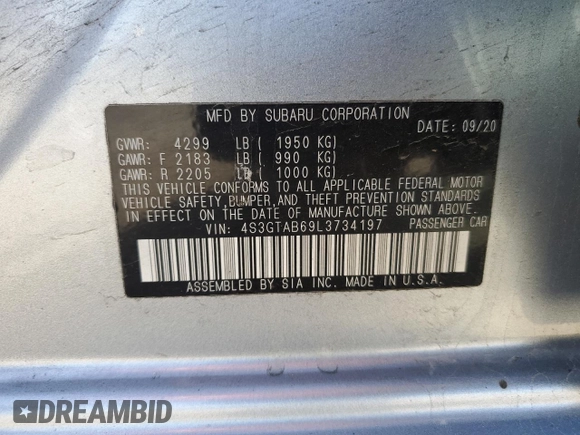 MFD BY SUBARU CORPORATION
DATE: 09/20
GVWR: 4299 LB ( 1950 KG)
GAWR: F 2183 LB ( 990 KG)
GAWR: R 2205 LB ( 1000 KG)
THIS VEHICLE CONFORMS TO ALL APPLICABLE FEDERAL MOTOR
VEHICLE SAFETY, BUMPER, AND THEFT PREVENTION STANDARDS
IN EFFECT ON THE DATE OF MANUFACTURE SHOWN ABOVE.
VIN: 4S3GTAB69L3734197 PASSENGER CAR
ASSEMBLED BY SIA INC. MADE IN U.S.A.
DREAMBID